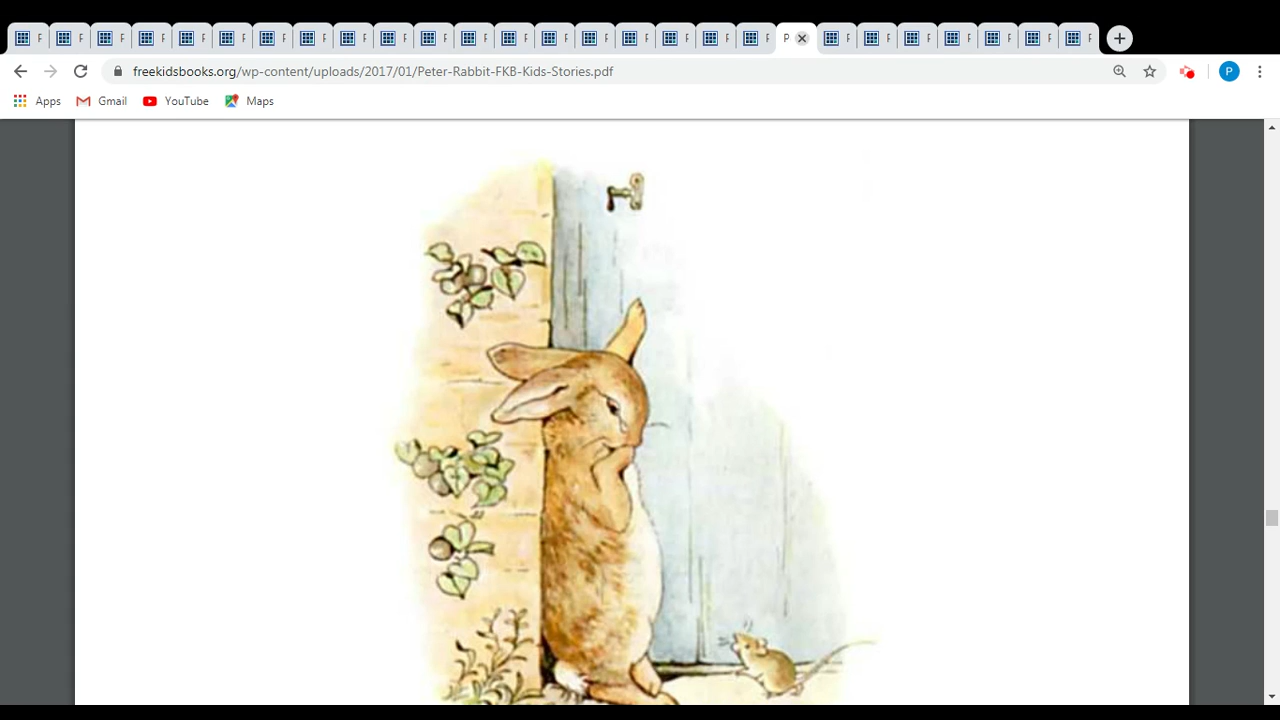 P
freekidsbooks.org/wp-content/uploads/2017/01/Peter-Rabbit-FKB-Kids-Stories.pdf
P
Apps Gmail YouTube Maps